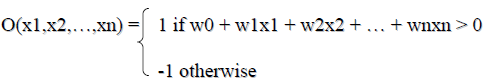 O(x1,x2,…,xn) = 1 if w0 + w1x1 + w2x2 + … + wnxn > 0
-1 otherwise